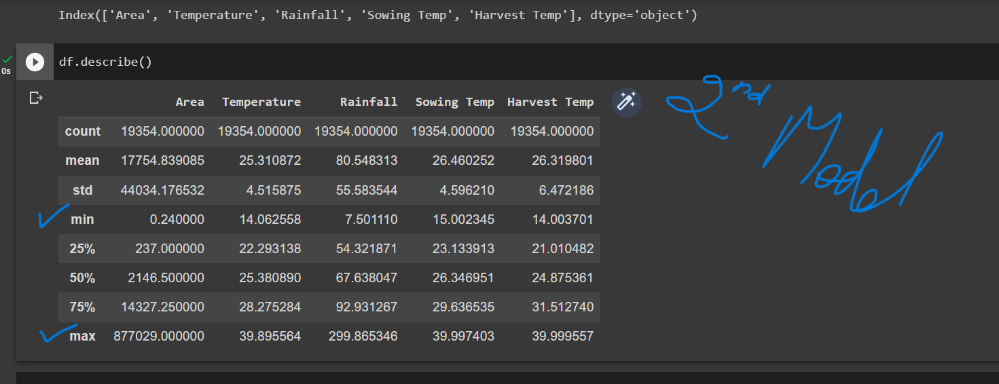 Index(['Area', 'Temperature', 'Rainfall', 'Sowing Temp', 'Harvest Temp'], dtype='object')
0s
df.describe()
2nd Model
Area Temperature Rainfall Sowing Temp Harvest Temp
count 19354.000000 19354.000000 19354.000000 19354.000000 19354.000000
mean 17754.839085 25.310872 80.548313 26.460252 26.319801
std 44034.176532 4.515875 55.583544 4.596210 6.472186
min 0.240000 14.062558 7.501110 15.002345 14.003701
25% 237.000000 22.293138 54.321871 23.133913 21.010482
50% 2146.500000 25.380890 67.638047 26.346951 24.875361
75% 14327.250000 28.275284 92.931267 29.636535 31.512740
max 877029.000000 39.895564 299.865346 39.997403 39.999557